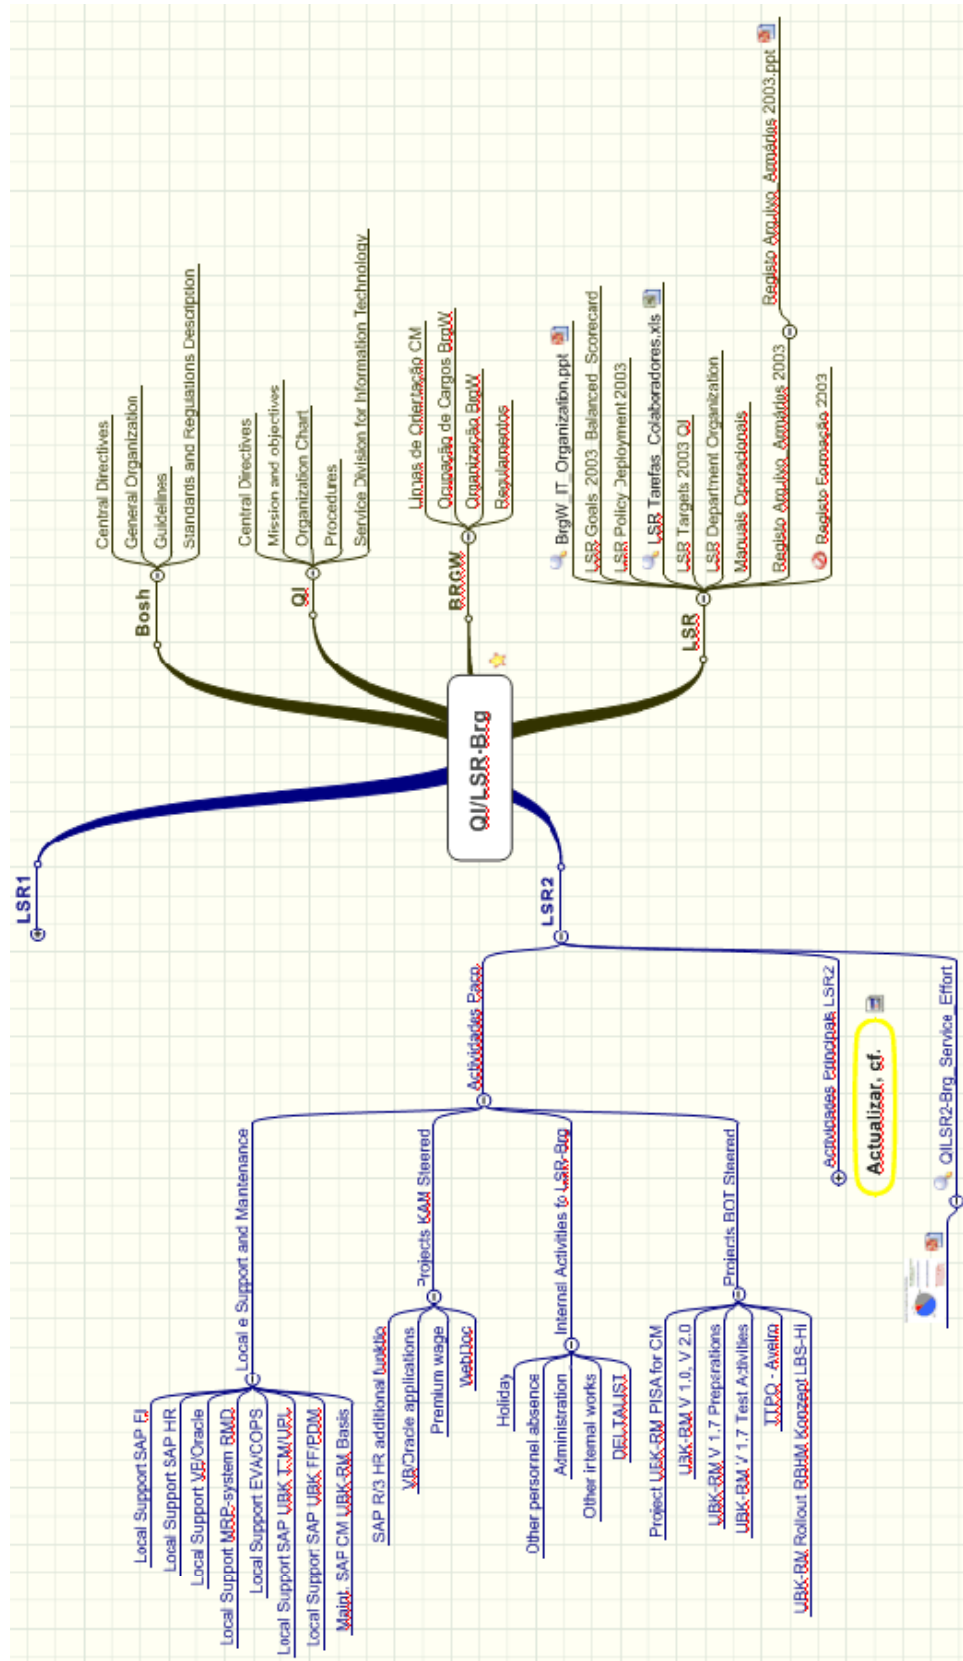 QI/LSR-Brg
Bosh
Central Directives
General Organization
Guidelines
Standards and Regulations Description
QI
Central Directives
Mission and objectives
Organization Chart
Procedures
Service Division for Information Technology
BRGW
Linhas de Orientação CM
Ocupação de Cargos BrgW
Organização BrgW
Regulamentos
LSR
BrgW_IT_Organization.ppt
LSR Goals 2003_Balanced_Scorecard
LSR Policy Deployment 2003
LSR_Tarefas_Colaboradores.xls
LSR Targets 2003 QI
LSR Department Organization
Manuais Operacionais
Registo Arquivo_Armários 2003
Registo Arquivo_Armários 2003.ppt
Registo Formação 2003
LSR1
LSR2
Actividades Paco
Local e Support and Mantenance
Local Support SAP FI
Local Support SAP HR
Local Support VB/Oracle
Local Support MRP-system RMD
Local Support EVA/COPS
Local Support SAP UBK TTM/UPL
Local Support SAP UBK FF/PDM
Maint. SAP CM UBK-RM Basis
Projects KAM Steered
SAP R/3 HR additional funktio
VB/Oracle applications
Premium wage
WebDoc
Internal Activities fo LSR-Brg
Holiday
Other personnel absence
Administration
Other internal works
DELTALIST
Projects BOT Steered
Project UBK-RM PISA for CM
UBK-RM V 1.0, V 2.0
UBK-RM V 1.7 Preparations
UBK-RM V 1.7 Test Activities
TTPO - Aveiro
UBK-RM Rollout RBHM Konzept LBS-HI
Actividades Principais LSR2
Actualizar, cf.
QILSR2-Brg_Service_Effort